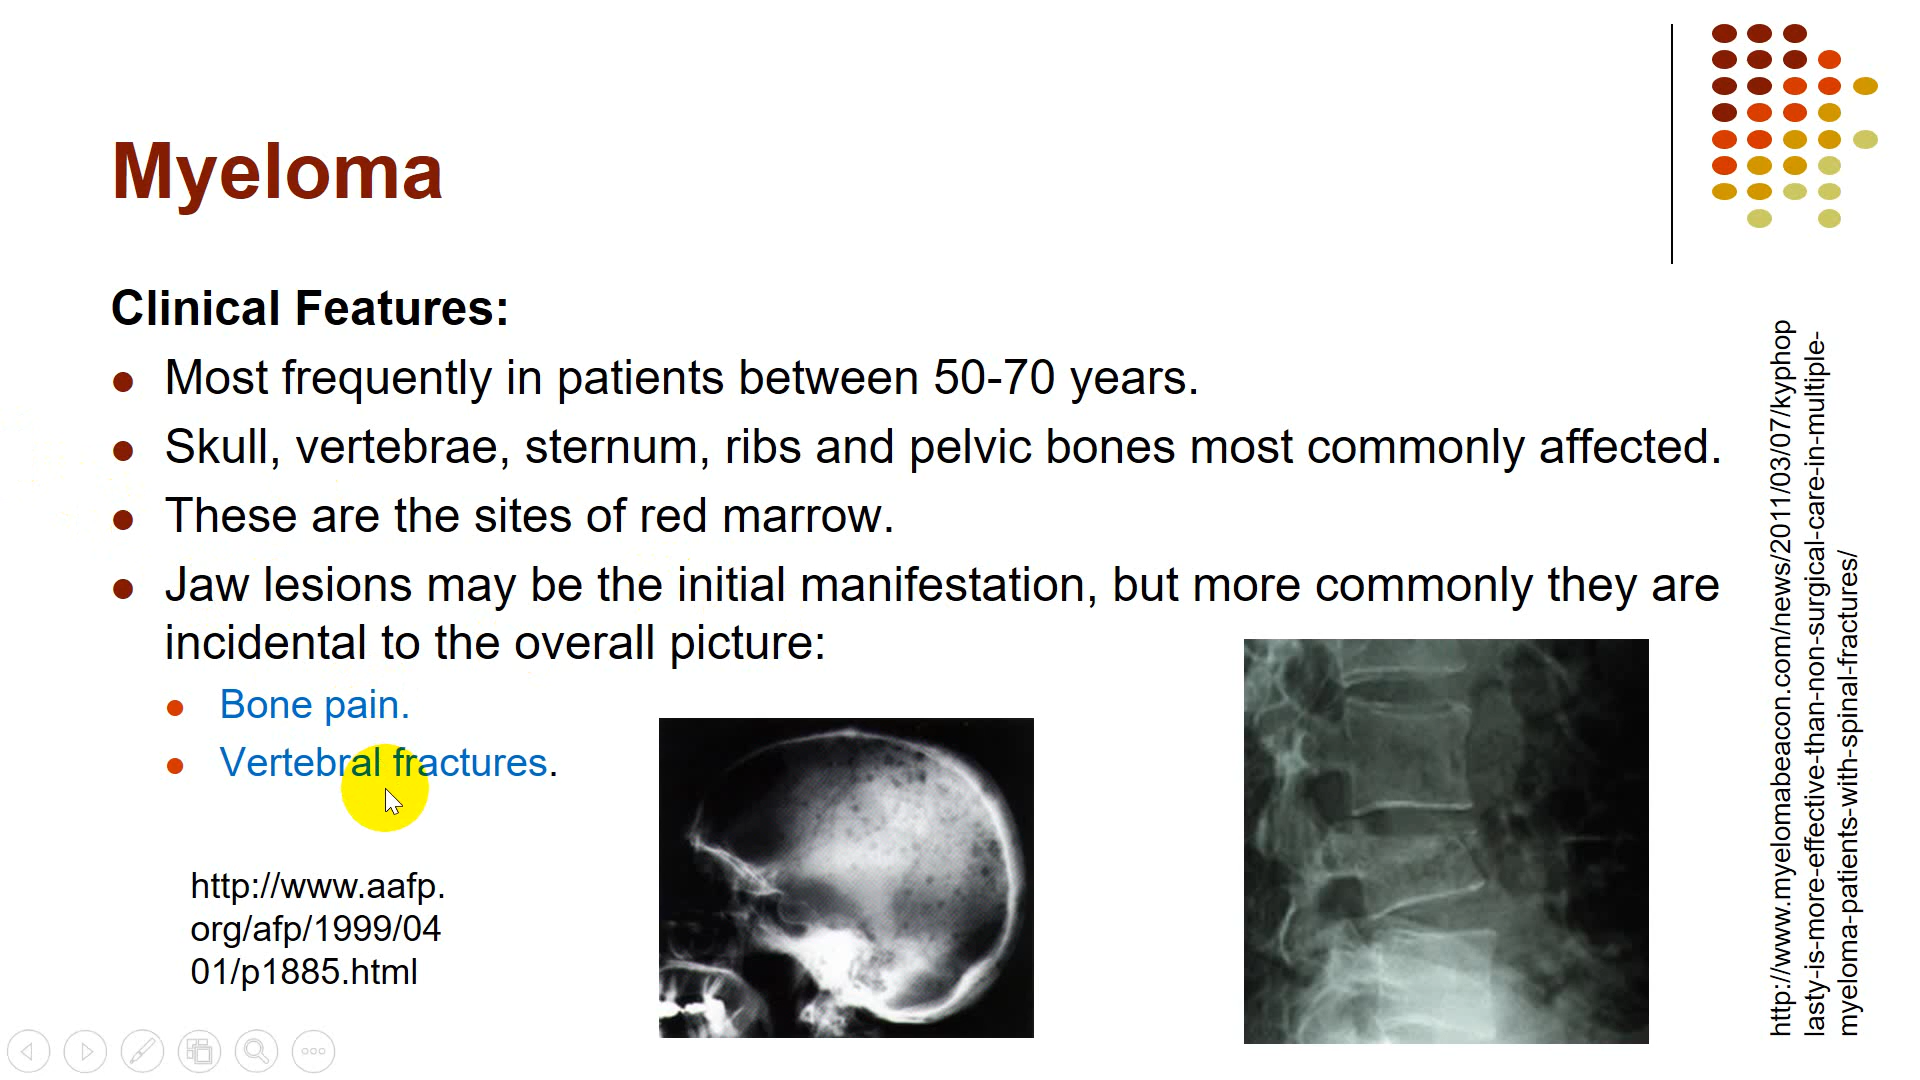 Myeloma
Clinical Features:
Most frequently in patients between 50-70 years.
Skull, vertebrae, sternum, ribs and pelvic bones most commonly affected.
These are the sites of red marrow.
Jaw lesions may be the initial manifestation, but more commonly they are
incidental to the overall picture:
Bone pain.
Vertebral fractures.
http://www.aafp.
org/afp/1999/04
01/p1885.html
http://www.myelomabeacon.com/news/2011/03/07/kyphop
lasty-is-more-effective-than-non-surgical-care-in-multiple-
myeloma-patients-with-spinal-fractures/